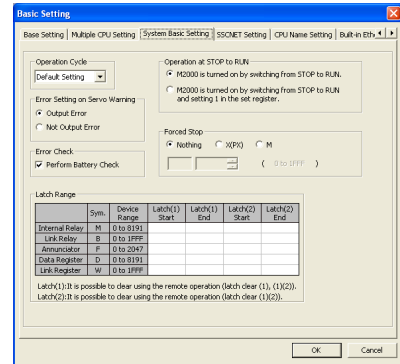 Basic Setting
Base Setting | Multiple CPU Setting | System Basic Setting | SSCNET Setting | CPU Name Setting | Built-in Eth
Operation Cycle
Default Setting
Operation at STOP to RUN
M2000 is turned on by switching from STOP to RUN.
M2000 is turned on by switching from STOP to RUN
and setting 1 in the set register.
Error Setting on Servo Warning
Output Error
Not Output Error
Forced Stop
Nothing X(PX) M
( 0 to 1FFF )
Error Check
Perform Battery Check
Latch Range
Sym. Device Range Latch(1) Start Latch(1) End Latch(2) Start Latch(2) End
Internal Relay M 0 to 8191
Link Relay B 0 to 1FFF
Annunciator F 0 to 2047
Data Register D 0 to 8191
Link Register W 0 to 1FFF
Latch(1):It is possible to clear using the remote operation (latch clear (1), (1)(2)).
Latch(2):It is possible to clear using the remote operation (latch clear (1)(2)).
OK Cancel